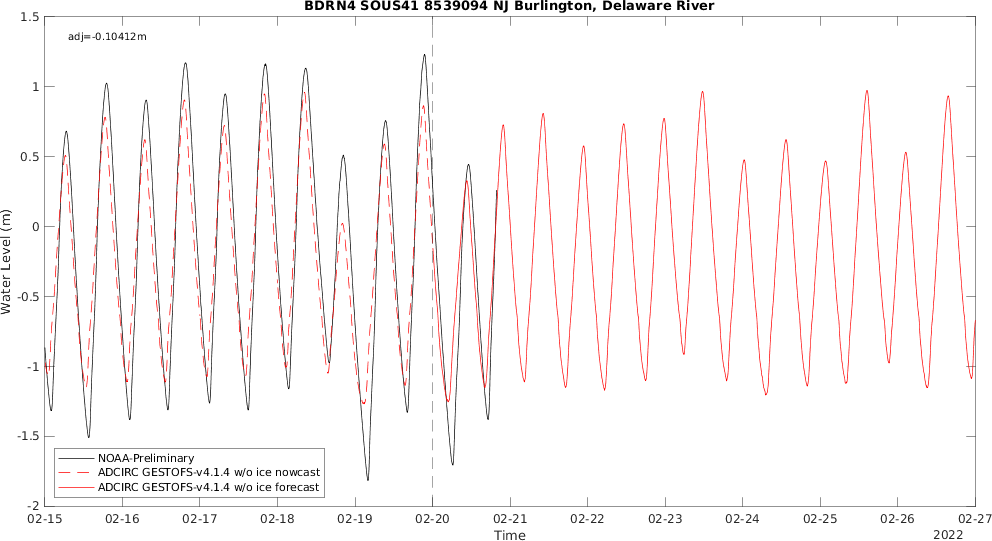 BDRN4 SOUS41 8539094 NJ Burlington, Delaware River
adj=-0.10412m
1.5
1
0.5
0
-0.5
-1
-1.5
-2
Water Level (m)
NOAA-Preliminary
ADCIRC GESTOFS-v4.1.4 w/o ice nowcast
ADCIRC GESTOFS-v4.1.4 w/o ice forecast
02-15 02-16 02-17 02-18 02-19 02-20 02-21 02-22 02-23 02-24 02-25 02-26 02-27
Time
2022